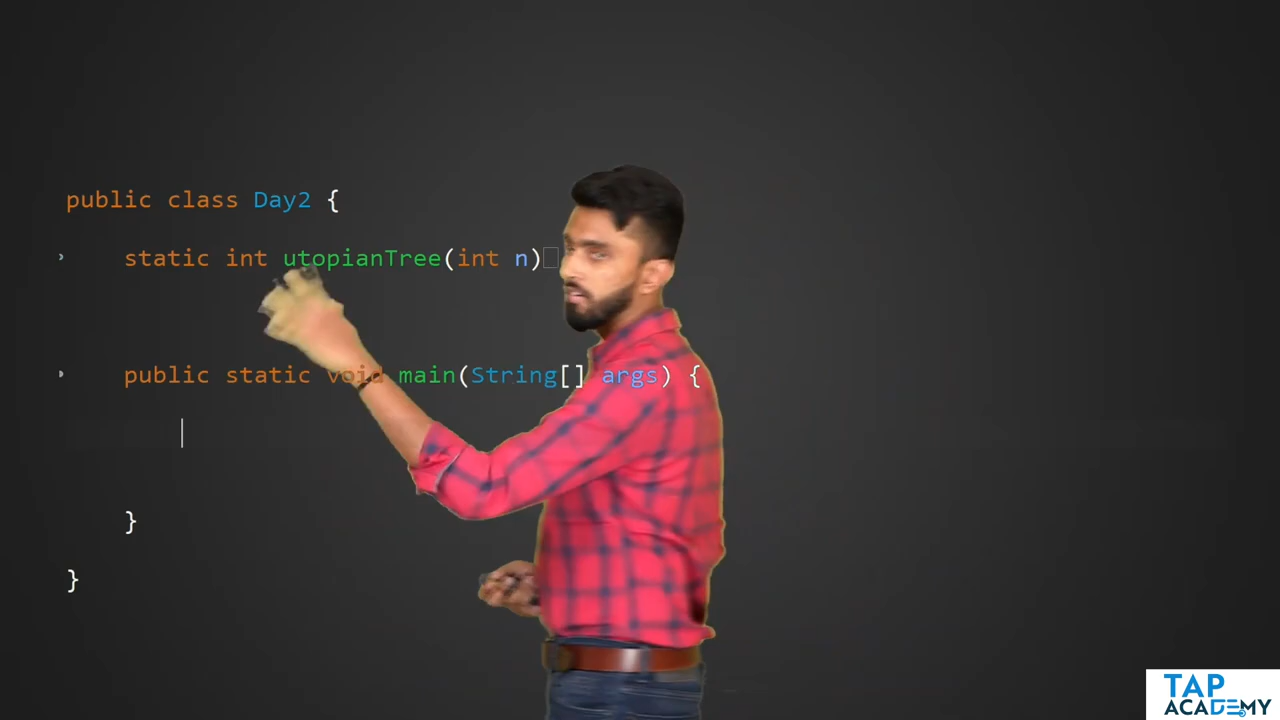 public class Day2 {
static int utopianTree(int n)
public static void main(String[] args) {
}
}
TAP
ACADEMY